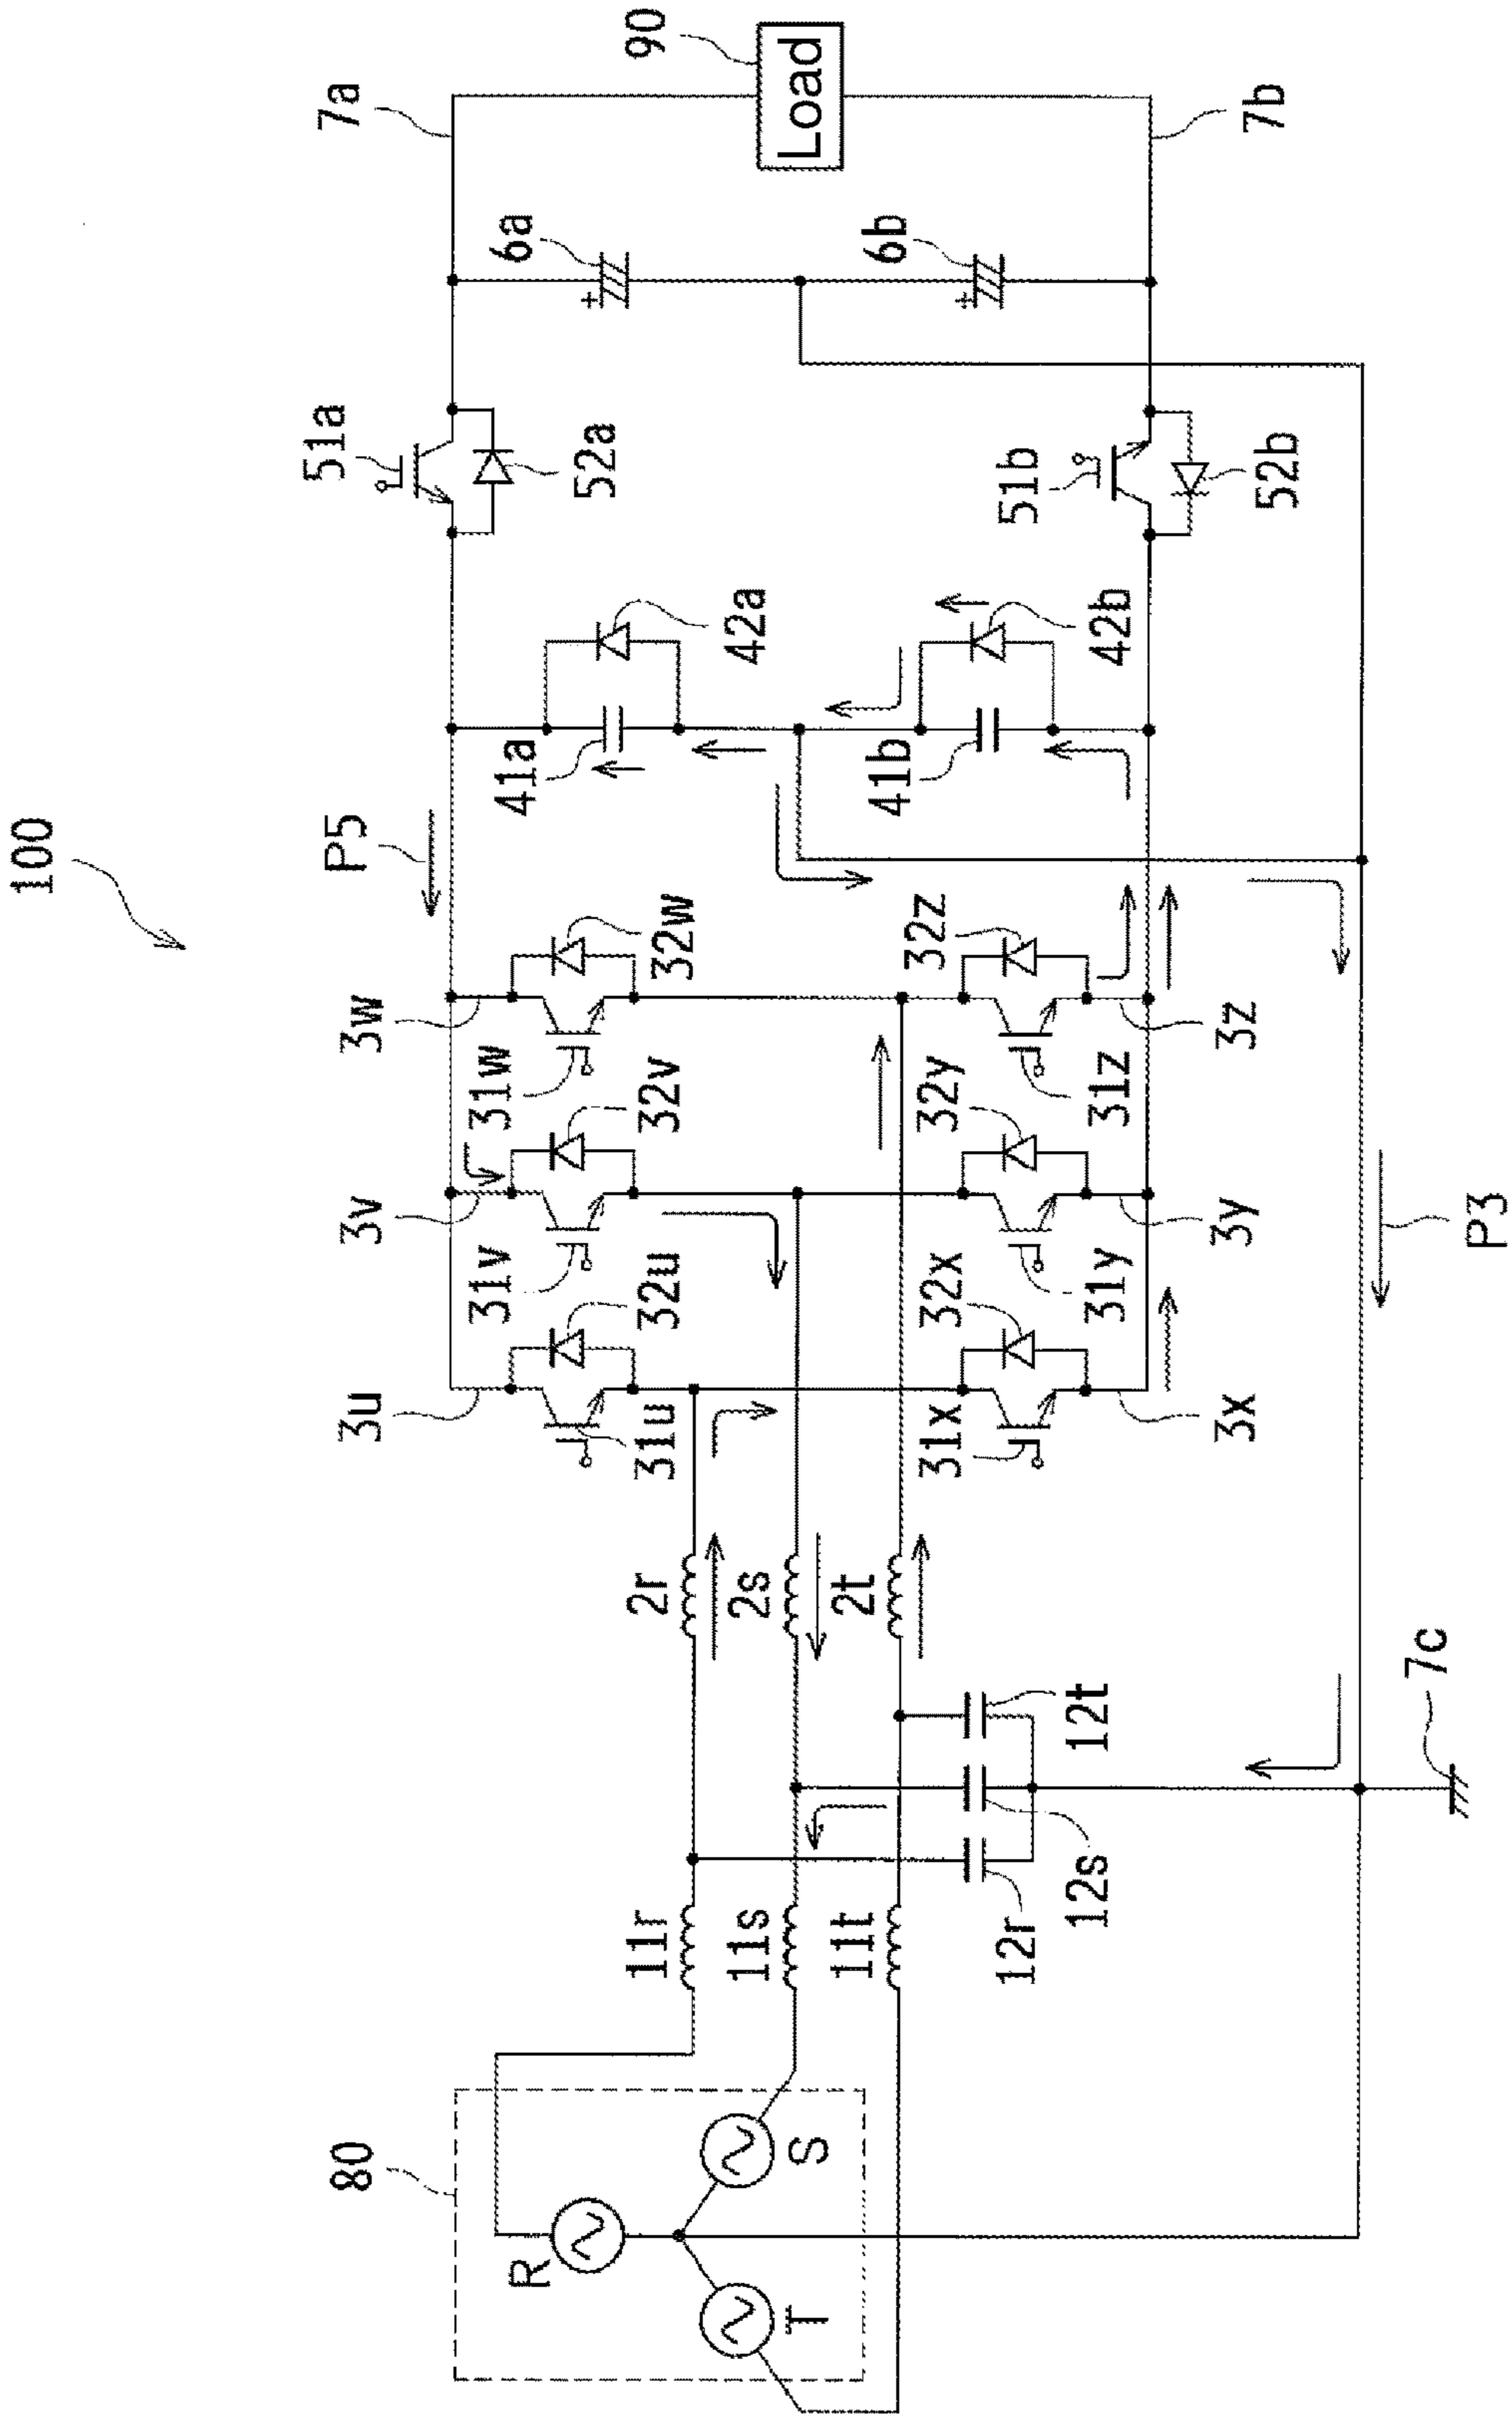 100
7a
90
Load
7b
6a
6b
51a
52a
51b
52b
42a
41a
42b
41b
P5
3w
32w
31w
32z
3z
31z
3v
32v
31v
32y
3y
31y
3u
32u
31u
32x
3x
31x
P3
2r
2s
2t
7c
12t
12s
12r
11r
11s
11t
80
R
S
T